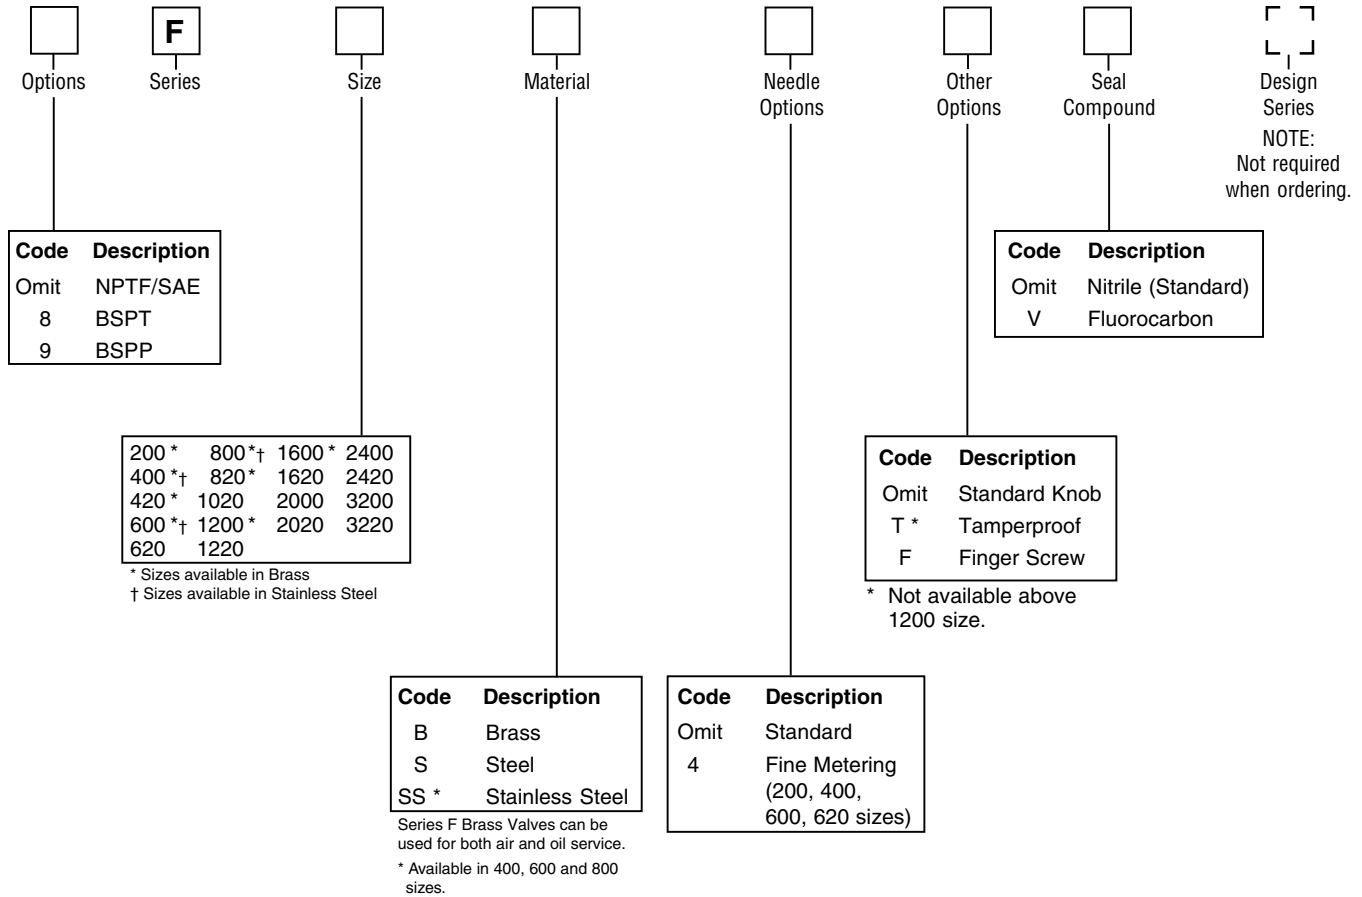 F
Options
Series
Size
Material
Needle
Options
Other
Options
Seal
Compound
Design
Series
NOTE:
Not required
when ordering.
Code Description
Omit NPTF/SAE
8 BSPT
9 BSPP
Code Description
Omit Nitrile (Standard)
V Fluorocarbon
200 * 800 *† 1600 * 2400
400 *† 820 * 1620 2420
420 * 1020 2000 3200
600 *† 1200 * 2020 3220
620 1220
* Sizes available in Brass
† Sizes available in Stainless Steel
Code Description
Omit Standard Knob
T * Tamperproof
F Finger Screw
* Not available above
1200 size.
Code Description
B Brass
S Steel
SS * Stainless Steel
Series F Brass Valves can be
used for both air and oil service.
* Available in 400, 600 and 800
sizes.
Code Description
Omit Standard
4 Fine Metering
(200, 400,
600, 620 sizes)